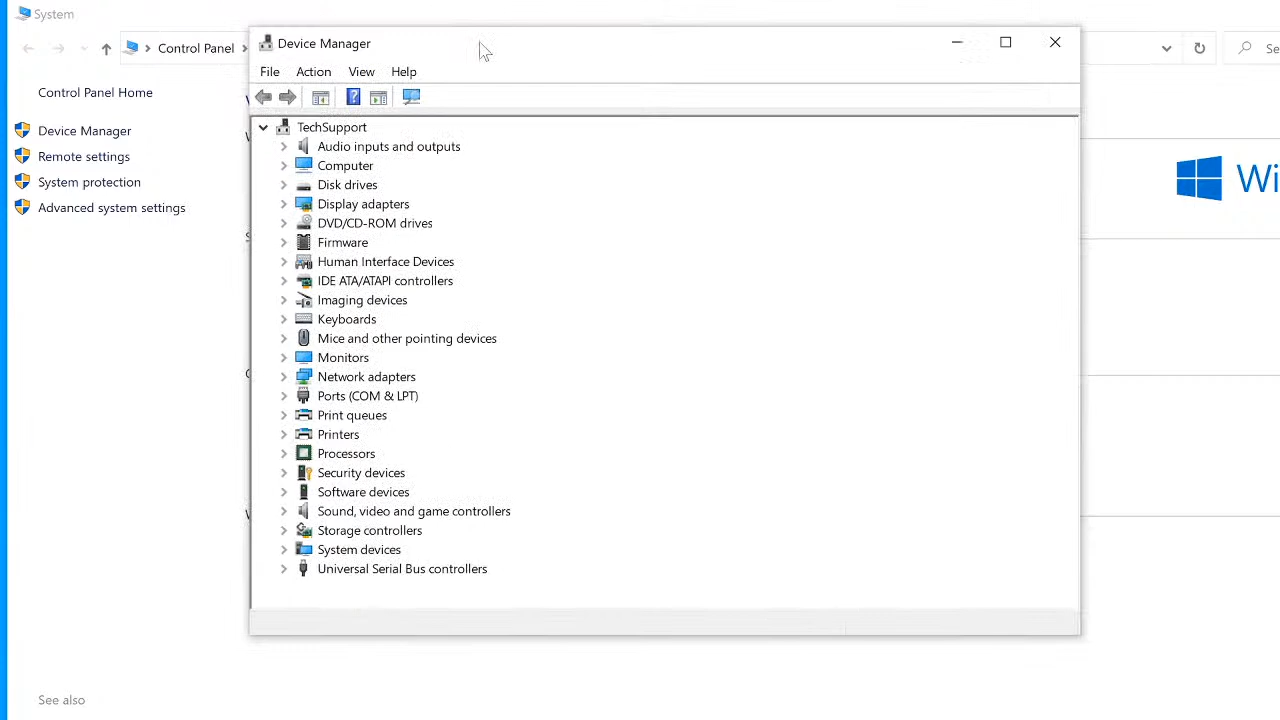 System
Control Panel
Se
Control Panel Home
Device Manager
Remote settings
System protection
Advanced system settings
See also
Device Manager
File Action View Help
TechSupport
Audio inputs and outputs
Computer
Disk drives
Display adapters
DVD/CD-ROM drives
Firmware
Human Interface Devices
IDE ATA/ATAPI controllers
Imaging devices
Keyboards
Mice and other pointing devices
Monitors
Network adapters
Ports (COM & LPT)
Print queues
Printers
Processors
Security devices
Software devices
Sound, video and game controllers
Storage controllers
System devices
Universal Serial Bus controllers
Wi